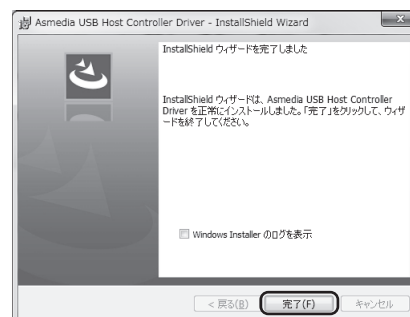 Asmedia USB Host Controller Driver - InstallShield Wizard
InstallShield ウィザードを完了しました
InstallShield ウィザードは、Asmedia USB Host Controller
Driver を正常にインストールしました。「完了」をクリックして、ウィザ
ードを終了してください。
Windows Installer のログを表示
< 戻る(B)
完了(F)
キャンセル